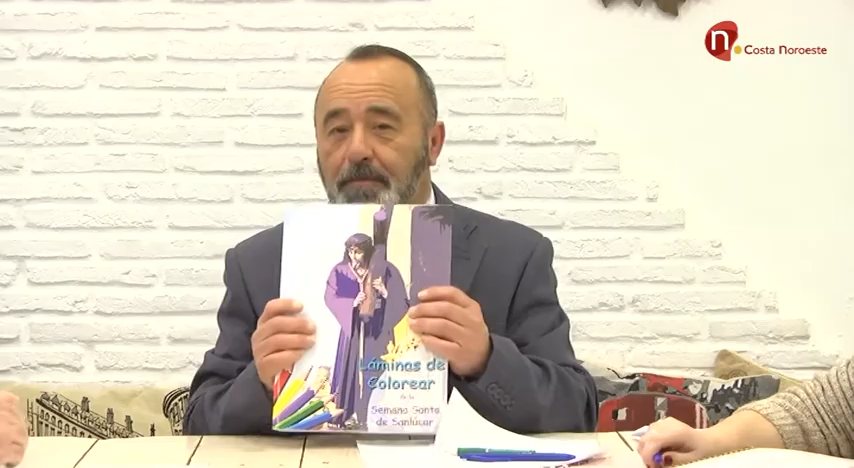 n
Costa Noroeste
Láminas de
Colorear
de la
Semana Santa
de Sanlúcar